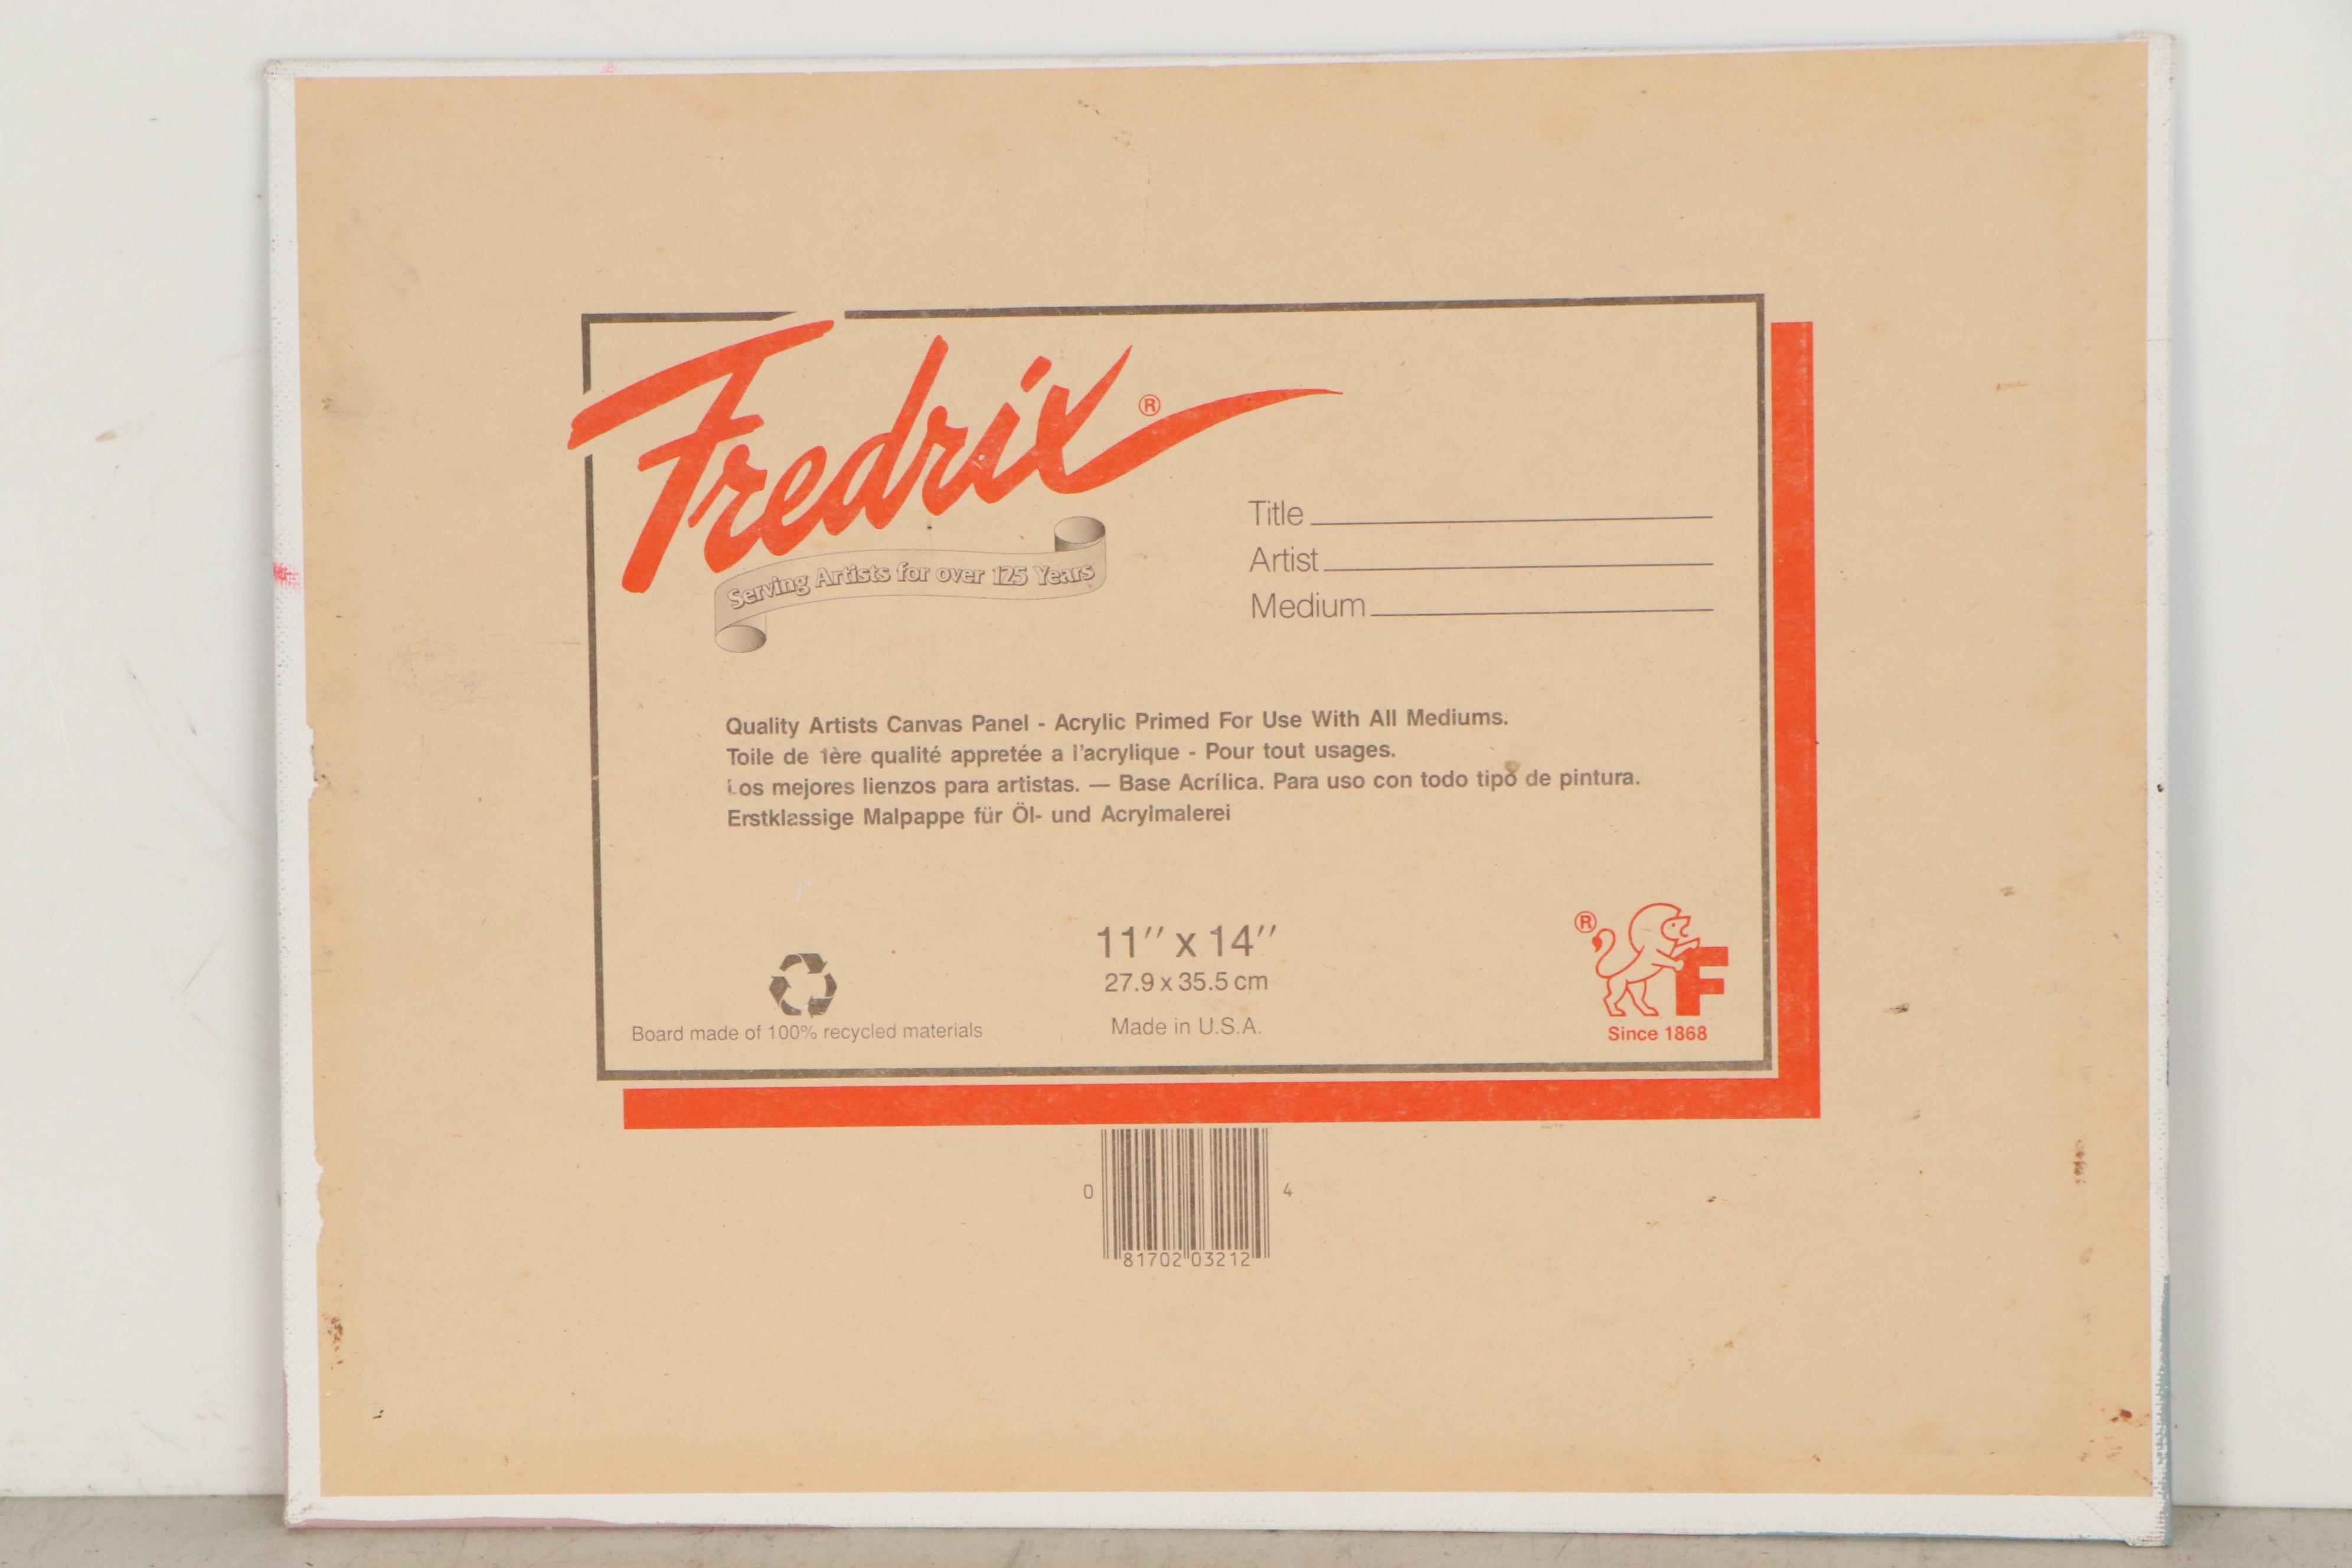 Fredrix®
Serving Artists for over 125 Years
Title
Artist
Medium
Quality Artists Canvas Panel - Acrylic Primed For Use With All Mediums.
Toile de 1ère qualité appretée a l'acrylique - Pour tout usages.
Los mejores lienzos para artistas. — Base Acrílica. Para uso con todo tipo de pintura.
Erstklassige Malpappe für Öl- und Acrylmalerei
11″ x 14″
27.9 x 35.5 cm
Made in U.S.A.
Board made of 100% recycled materials
® F
Since 1868
0 81702 03212 4